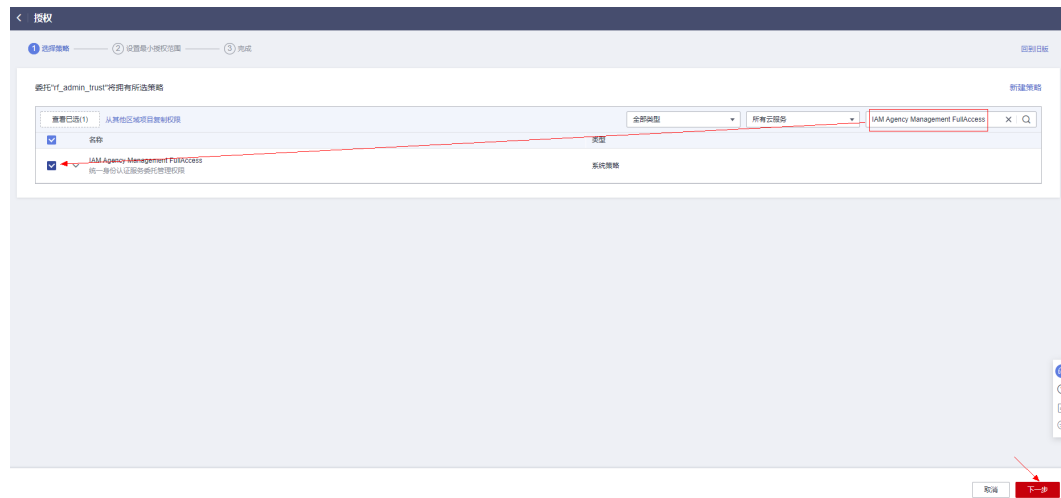 授权
1 选择策略 2 设置最小授权范围 3 完成 回到旧版
委托"rf_admin_trust"将拥有所选策略 新建策略
查看已选(1) 从其他区域项目复制权限 全部类型 所有云服务 IAM Agency Management FullAccess
名称 类型
IAM Agency Management FullAccess 系统策略
统一身份认证服务委托管理权限
取消 下一步